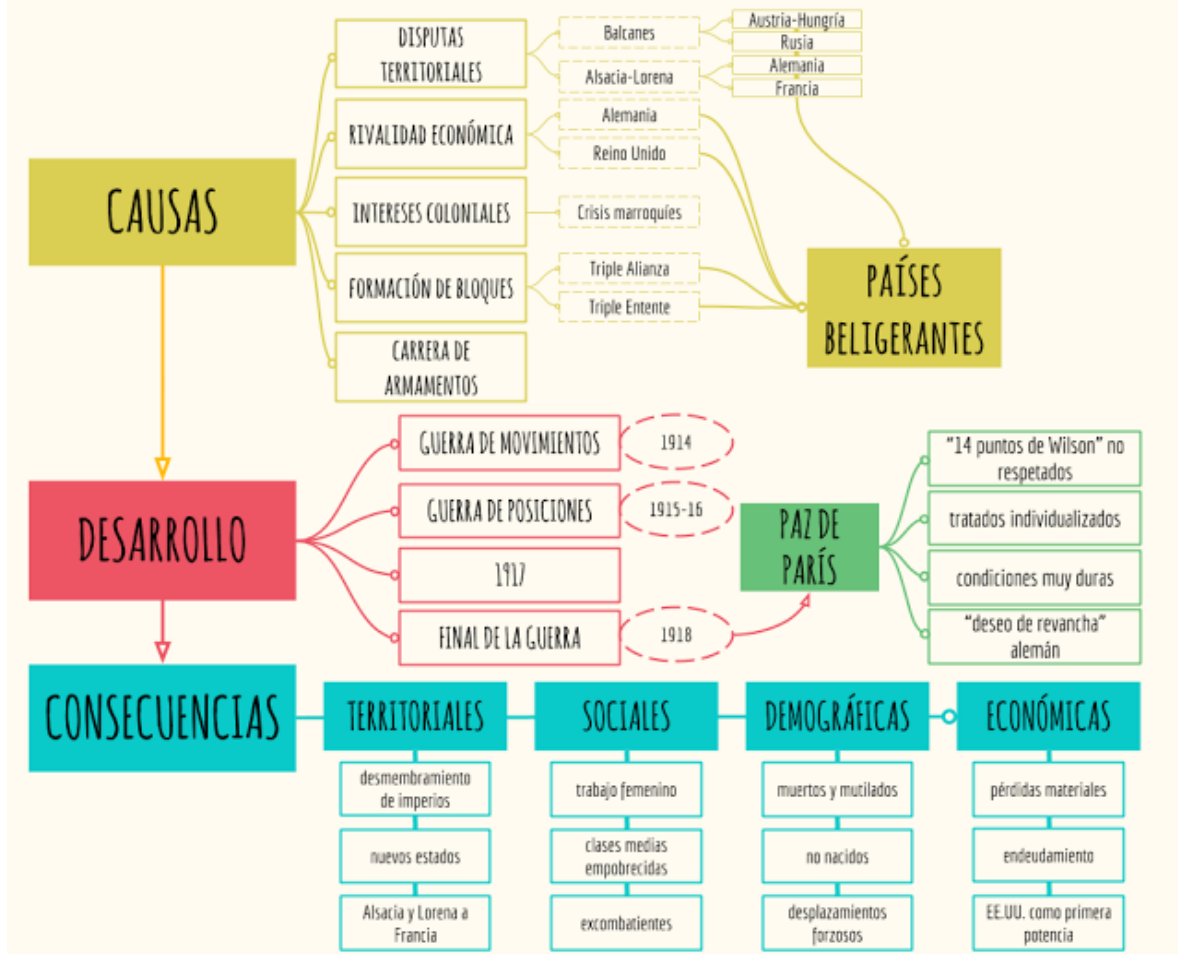 CAUSAS
DISPUTAS
TERRITORIALES
Balcanes
Austria-Hungría
Rusia
Alsacia-Lorena
Alemania
Francia
RIVALIDAD ECONÓMICA
Alemania
Reino Unido
INTERESES COLONIALES
Crisis marroquíes
FORMACIÓN DE BLOQUES
Triple Alianza
Triple Entente
CARRERA DE
ARMAMENTOS
PAÍSES
BELIGERANTES
DESARROLLO
GUERRA DE MOVIMIENTOS
1914
GUERRA DE POSICIONES
1915-16
1917
FINAL DE LA GUERRA
1918
PAZ DE
PARÍS
“14 puntos de Wilson” no
respetados
tratados individualizados
condiciones muy duras
“deseo de revancha”
alemán
CONSECUENCIAS
TERRITORIALES
desmembramiento
de imperios
nuevos estados
Alsacia y Lorena a
Francia
SOCIALES
trabajo femenino
clases medias
empobrecidas
excombatientes
DEMOGRÁFICAS
muertos y mutilados
no nacidos
desplazamientos
forzosos
ECONÓMICAS
pérdidas materiales
endeudamiento
EE.UU. como primera
potencia